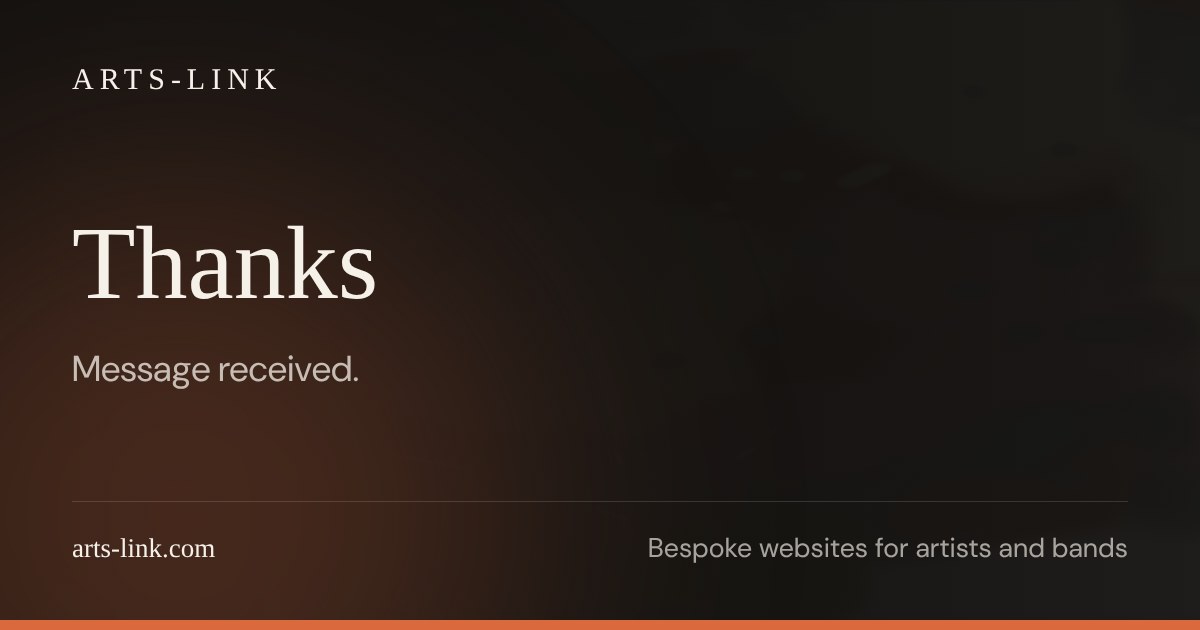 ARTS-LINK
Thanks
Message received.
arts-link.com
Bespoke websites for artists and bands